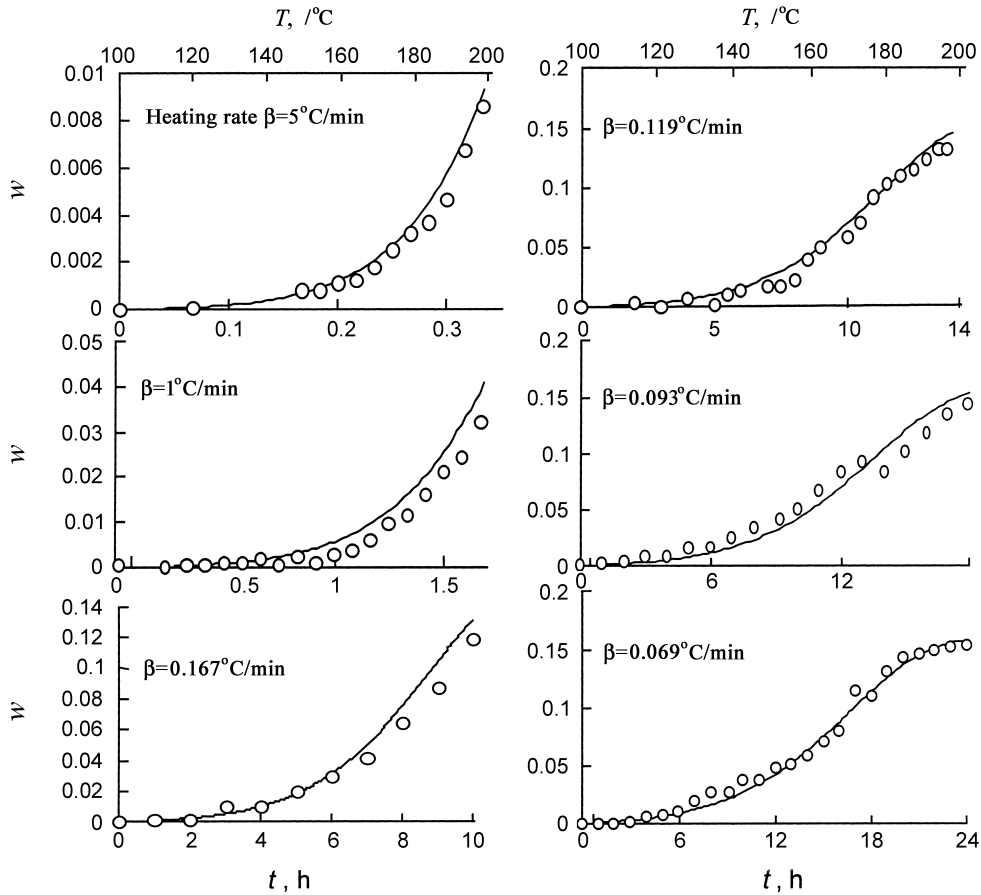 T, /°C
100 120 140 160 180 200
0.01
0.008
0.006
0.004
0.002
0
w
Heating rate β=5°C/min
0 0.1 0.2 0.3
T, /°C
100 120 140 160 180 200
0.2
0.15
0.1
0.05
0
β=0.119°C/min
0 5 10 14
0.05
0.04
0.03
0.02
0.01
0
w
β=1°C/min
0 0.5 1 1.5
0.2
0.15
0.1
0.05
0
β=0.093°C/min
0 6 12
0.14
0.12
0.1
0.08
0.06
0.04
0.02
0
w
β=0.167°C/min
0 2 4 6 8 10
t , h
0.2
0.15
0.1
0.05
0
β=0.069°C/min
0 6 12 18 24
t , h